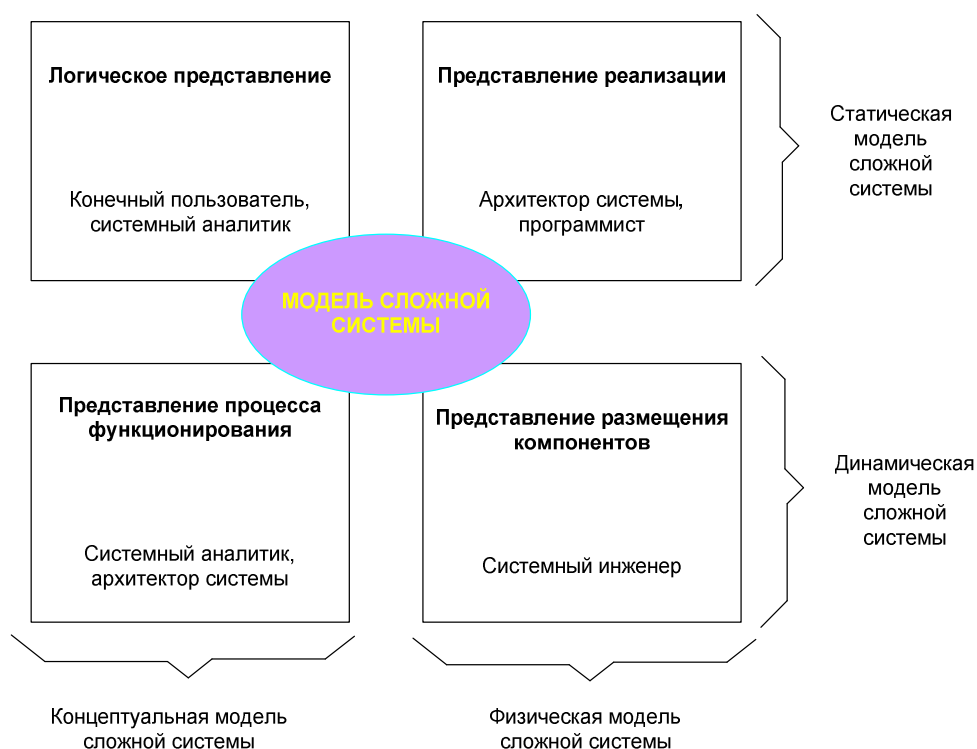 Логическое представление
Конечный пользователь,
системный аналитик
Представление реализации
Архитектор системы,
программист
Статическая
модель
сложной
системы
МОДЕЛЬ СЛОЖНОЙ
СИСТЕМЫ
Представление процесса
функционирования
Системный аналитик,
архитектор системы
Представление размещения
компонентов
Системный инженер
Динамическая
модель
сложной
системы
Концептуальная модель
сложной системы
Физическая модель
сложной системы